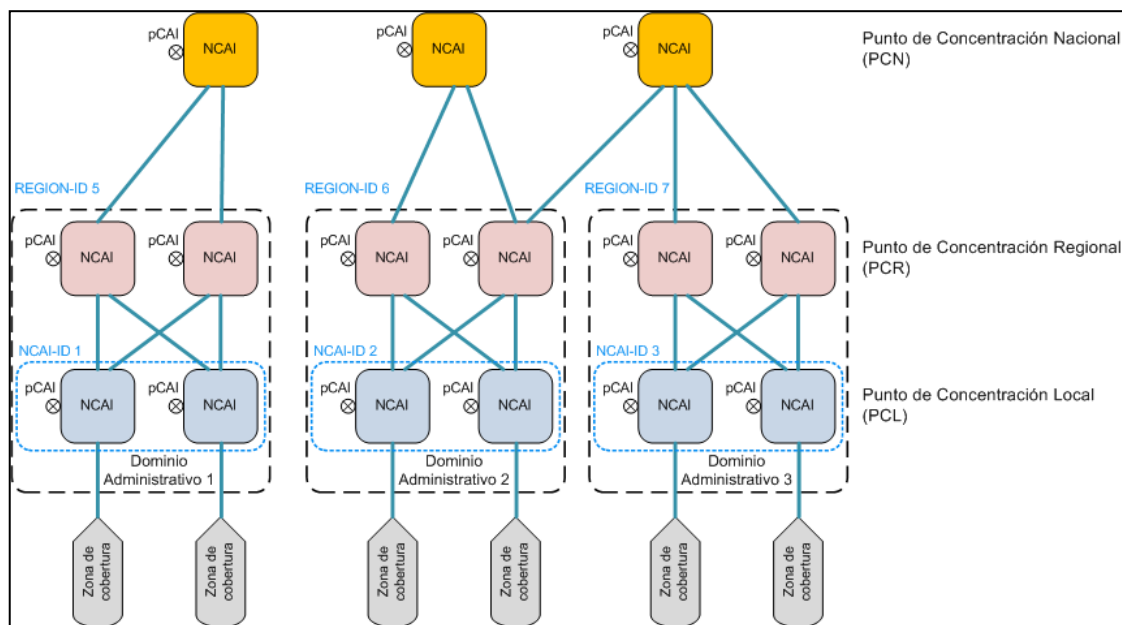 pCAI
NCAI
pCAI
NCAI
pCAI
NCAI
Punto de Concentración Nacional
(PCN)
REGION-ID 5
REGION-ID 6
REGION-ID 7
pCAI
NCAI
pCAI
NCAI
pCAI
NCAI
pCAI
NCAI
pCAI
NCAI
pCAI
NCAI
Punto de Concentración Regional
(PCR)
NCAI-ID 1
NCAI-ID 2
NCAI-ID 3
pCAI
NCAI
pCAI
NCAI
pCAI
NCAI
pCAI
NCAI
pCAI
NCAI
pCAI
NCAI
Punto de Concentración Local
(PCL)
Dominio
Administrativo 1
Dominio
Administrativo 2
Dominio
Administrativo 3
Zona de
cobertura
Zona de
cobertura
Zona de
cobertura
Zona de
cobertura
Zona de
cobertura
Zona de
cobertura